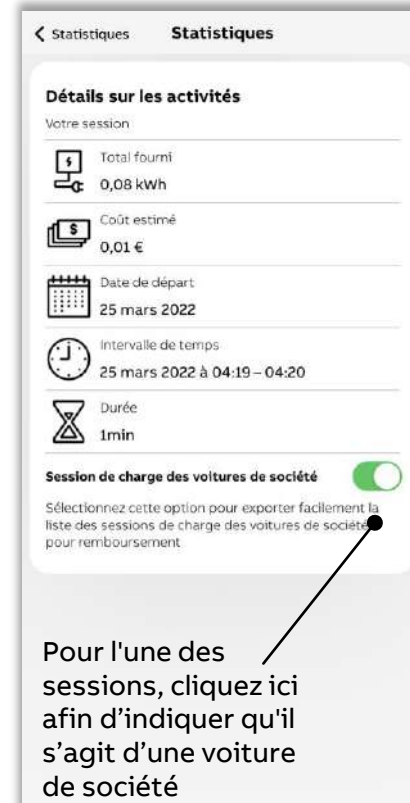 Statistiques Statistiques
Détails sur les activités
Votre session
Total fourni
0,08 kWh
Coût estimé
0,01 €
Date de départ
25 mars 2022
Intervalle de temps
25 mars 2022 à 04:19 – 04:20
Durée
1min
Session de charge des voitures de société
Sélectionnez cette option pour exporter facilement la
liste des sessions de charge des voitures de société
pour remboursement
Pour l'une des
sessions, cliquez ici
afin d’indiquer qu'il
s’agit d’une voiture
de société